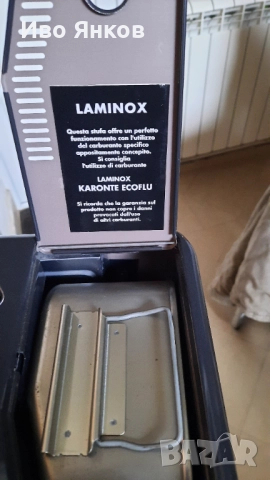 Иво Янков
LAMINOX
Questa stufa offre un perfetto
funzionamento con l'utilizzo
del carburante specifico
appositamente concepito.
Si consiglia
l'utilizzo di carburante
LAMINOX
KARONTE ECOFLU
Si ricorda che la garanzia sul
prodotto non copre i danni
provocati dall'uso
di altri carburanti.
BAZAR